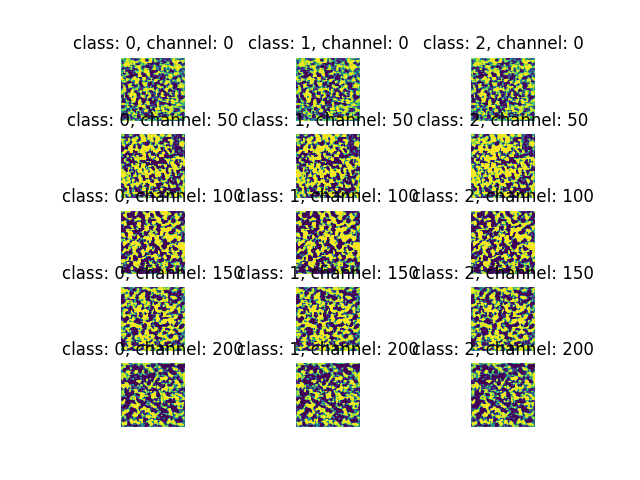 class: 0, channel: 0 class: 1, channel: 0 class: 2, channel: 0
class: 0, channel: 50 class: 1, channel: 50 class: 2, channel: 50
class: 0, channel: 100 class: 1, channel: 100 class: 2, channel: 100
class: 0, channel: 150 class: 1, channel: 150 class: 2, channel: 150
class: 0, channel: 200 class: 1, channel: 200 class: 2, channel: 200